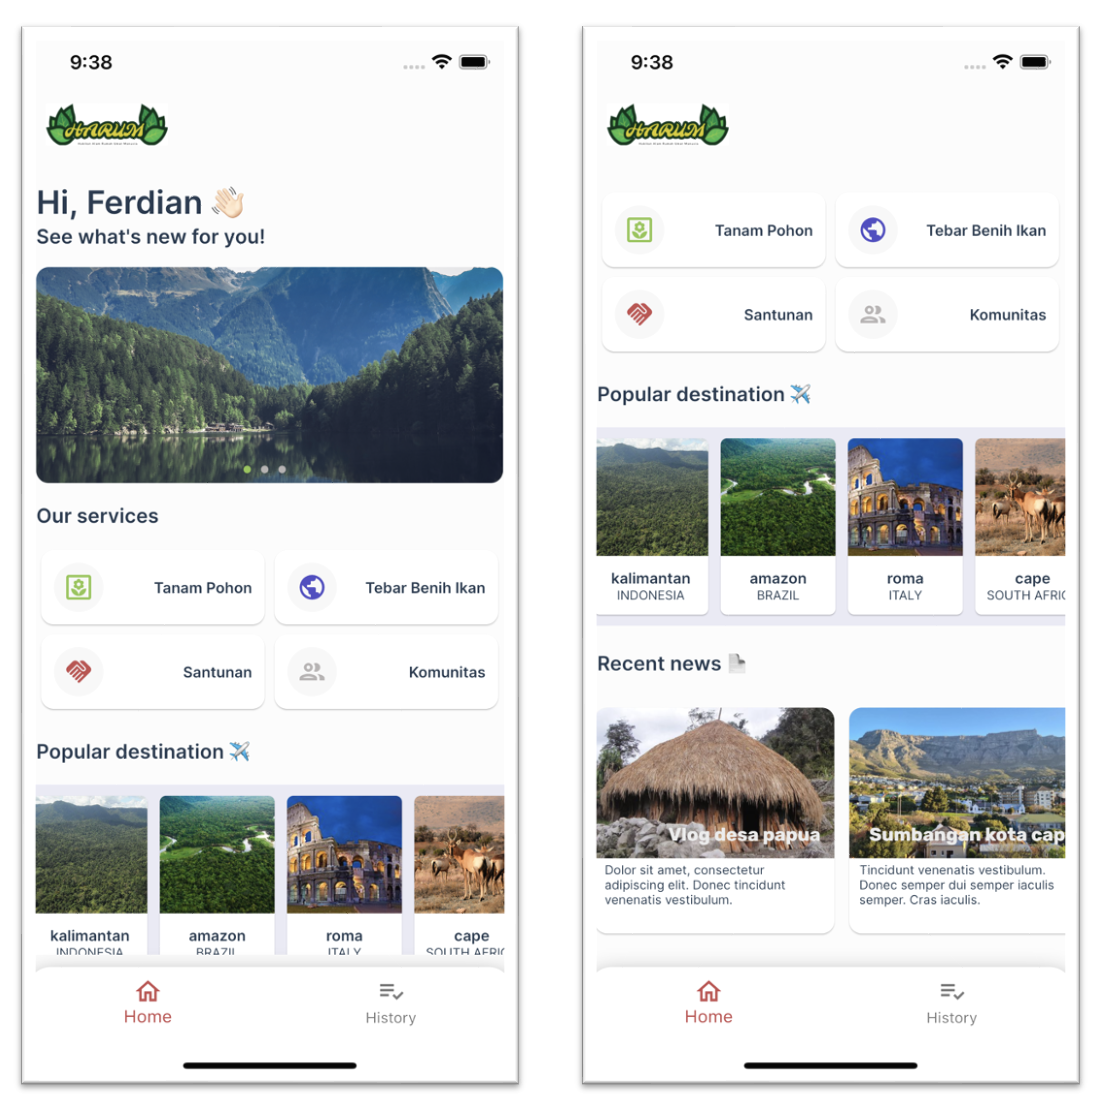 9:38
HARUM
Hi, Ferdian 👋🏻
See what's new for you!
Our services
Tanam Pohon
Tebar Benih Ikan
Santunan
Komunitas
Popular destination ✈️
kalimantan
INDONESIA
amazon
BRAZIL
roma
ITALY
cape
SOUTH AFRIC
Home
History
9:38
HARUM
Tanam Pohon
Tebar Benih Ikan
Santunan
Komunitas
Popular destination ✈️
kalimantan
INDONESIA
amazon
BRAZIL
roma
ITALY
cape
SOUTH AFRIC
Recent news 📄
Vlog desa papua
Dolor sit amet, consectetur
adipiscing elit. Donec tincidunt
venenatis vestibulum.
Sumbangan kota cap
Tincidunt venenatis vestibulum.
Donec semper dui semper iaculis
semper. Cras iaculis.
Home
History